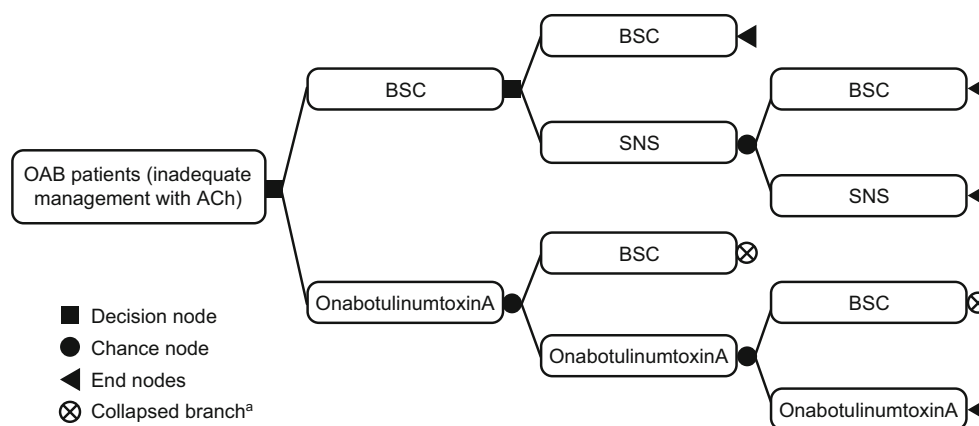 BSC
BSC
BSC
SNS
OAB patients (inadequate
management with ACh)
SNS
BSC
OnabotulinumtoxinA
BSC
Decision node
Chance node
OnabotulinumtoxinA
End nodes
Collapsed branchᵃ
OnabotulinumtoxinA